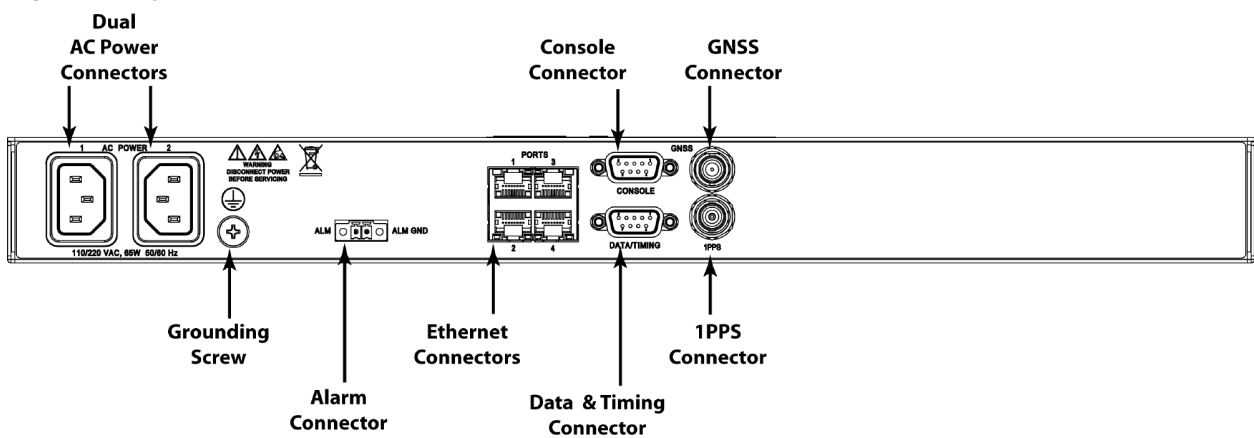 Dual
AC Power
Connectors
Console
Connector
GNSS
Connector
1 AC POWER 2
WARNING
DISCONNECT POWER
BEFORE SERVICING
110/220 VAC, 65W 50/60 Hz
ALM
ALM GND
PORTS
1 3
2 4
CONSOLE
DATA/TIMING
GNSS
1PPS
Grounding
Screw
Alarm
Connector
Ethernet
Connectors
Data & Timing
Connector
1PPS
Connector